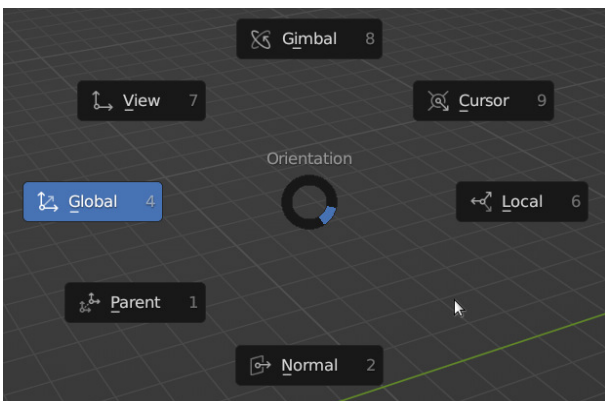 Gimbal 8
View 7
Cursor 9
Orientation
Global 4
Local 6
Parent 1
Normal 2